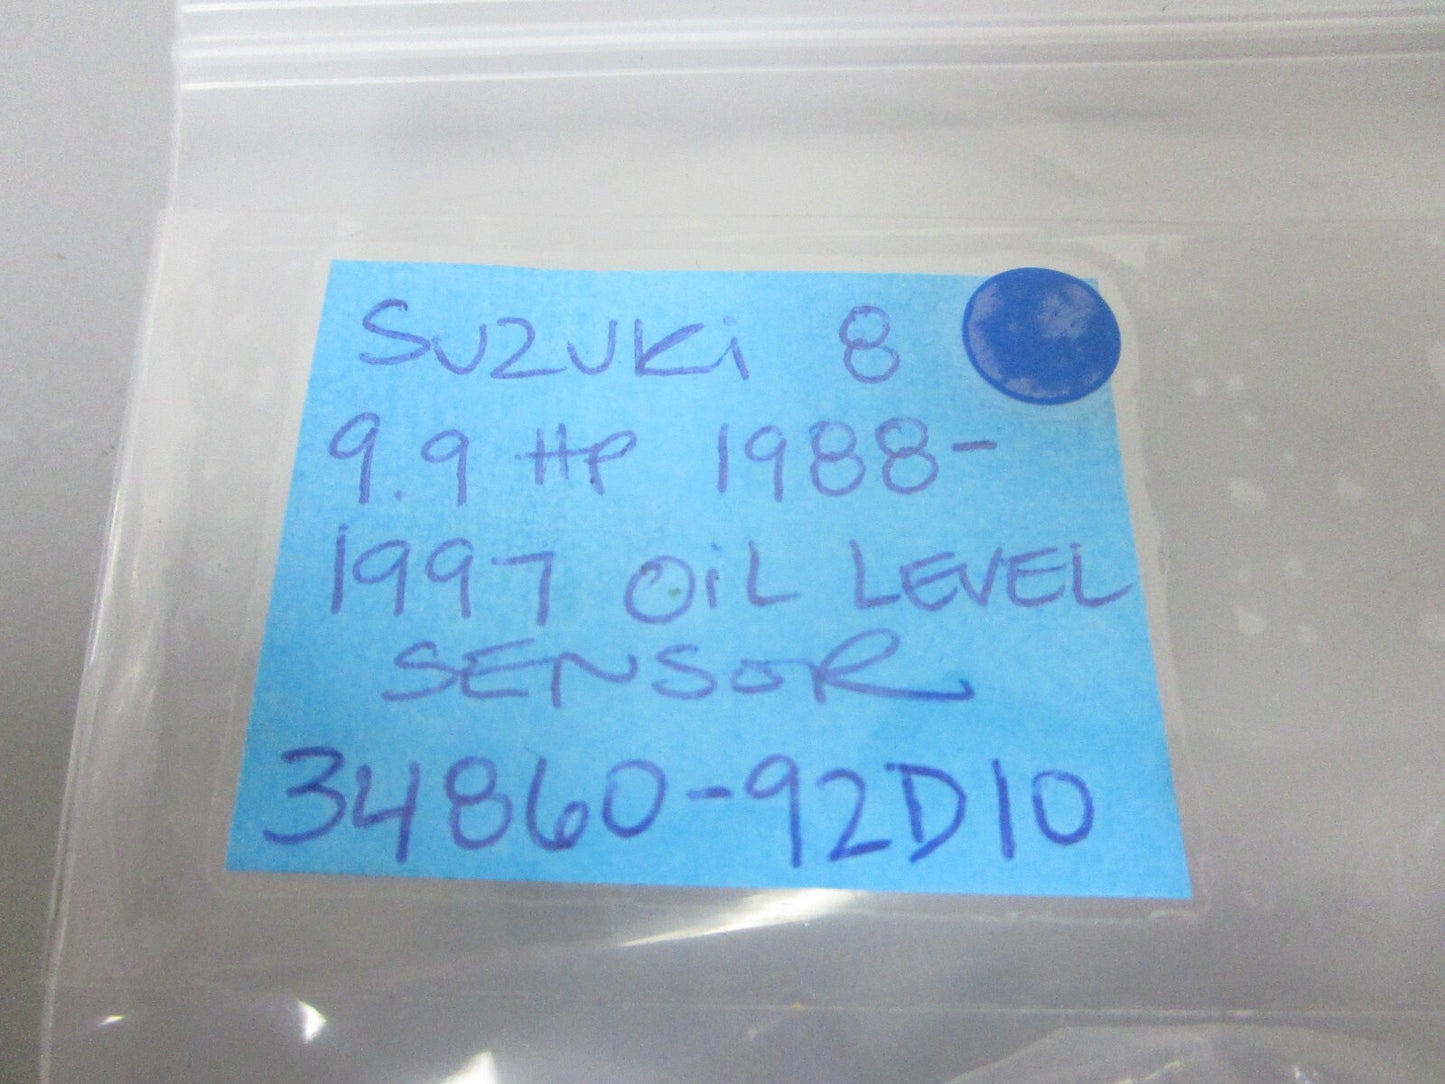 SUZUKi 8
9.9 HP 1988-
1997 OiL LEVEL
SENSOR
34860-92D10